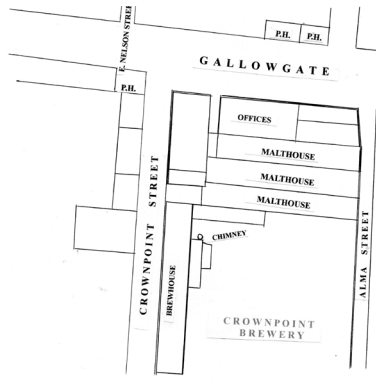 E. NELSON STREET
P.H.
P.H.
GALLOWGATE
P.H.
OFFICES
MALTHOUSE
MALTHOUSE
MALTHOUSE
CROWNPOINT STREET
CHIMNEY
BREWHOUSE
ALMA STREET
CROWNPOINT
BREWERY